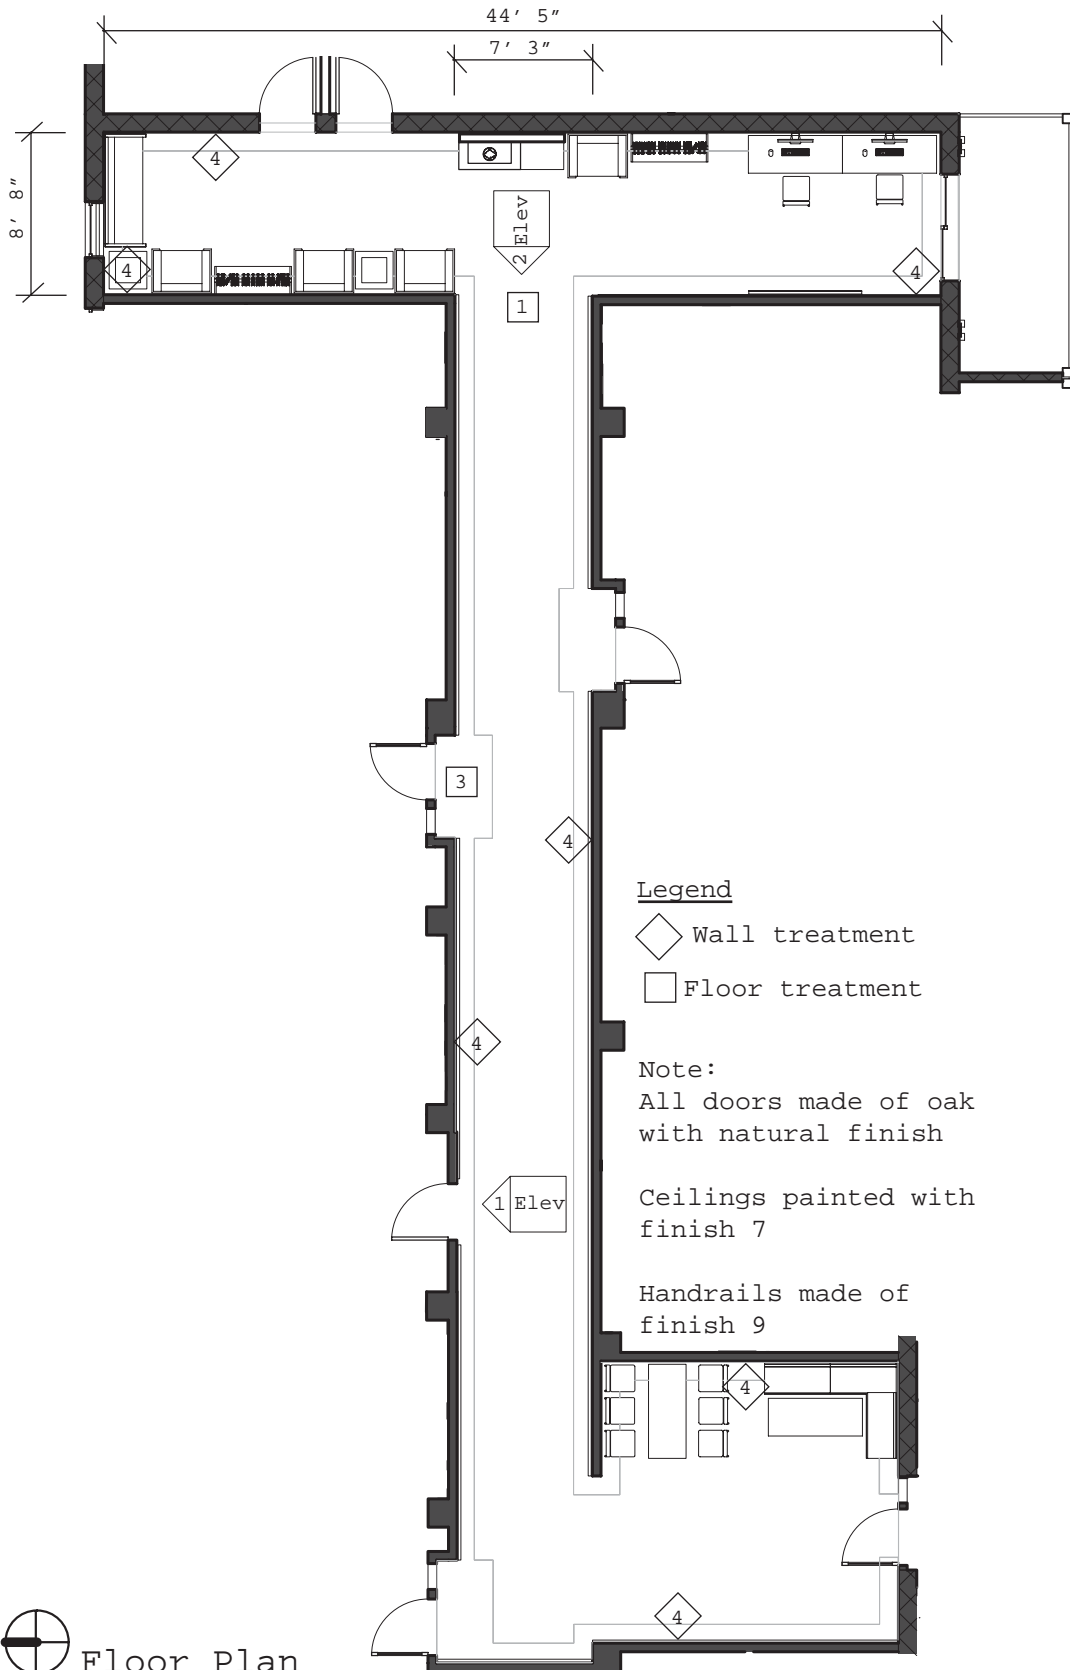 44′ 5″
7′ 3″
8′ 8″
4
4
2 Elev
4
1
3
4
4
1 Elev
Legend
Wall treatment
Floor treatment
Note:
All doors made of oak
with natural finish
Ceilings painted with
finish 7
Handrails made of
finish 9
4
4
Floor Plan